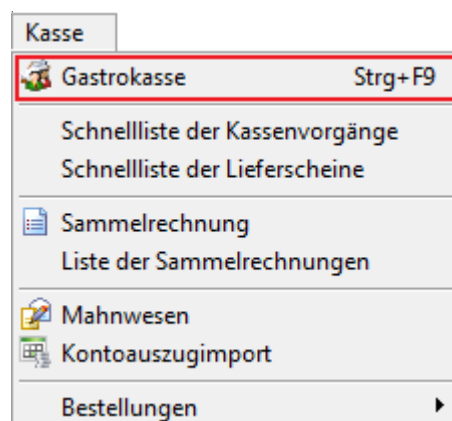 Kasse
Gastrokasse Strg+F9
Schnellliste der Kassenvorgänge
Schnellliste der Lieferscheine
Sammelrechnung
Liste der Sammelrechnungen
Mahnwesen
Kontoauszugimport
Bestellungen